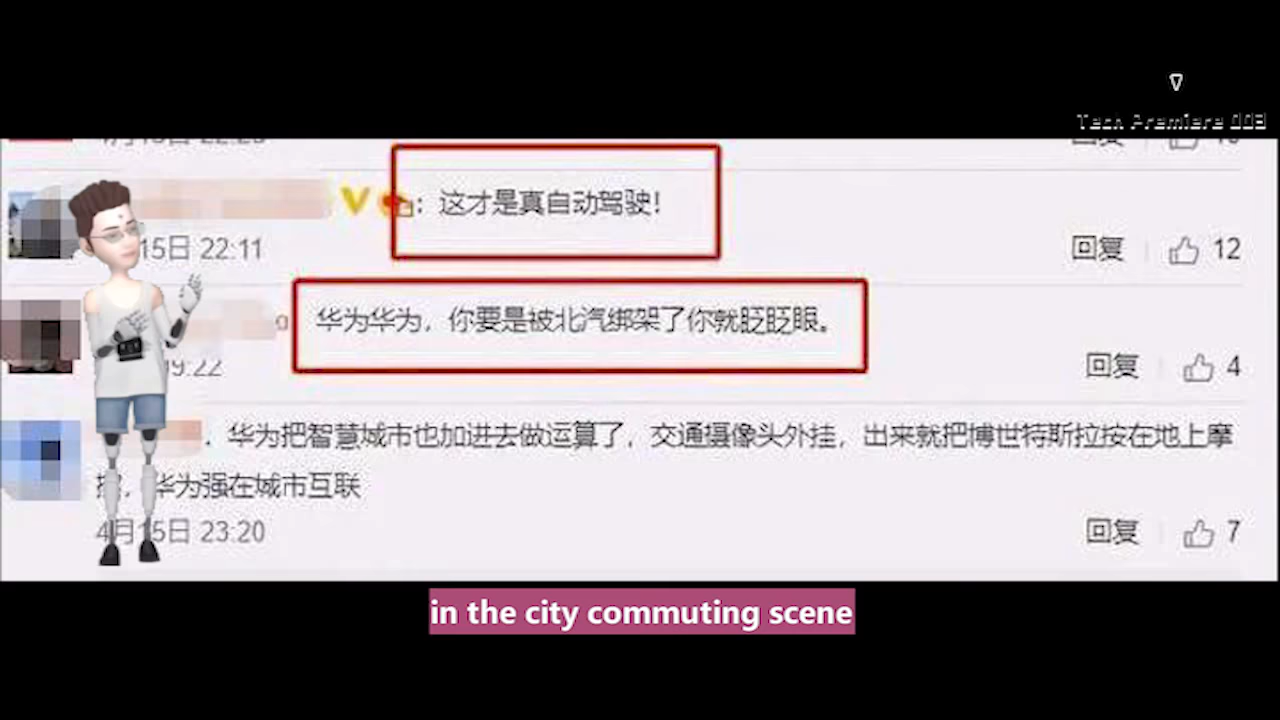 Tech Premiere 003
: 这才是真自动驾驶!
15日 22:11
回复 12
华为华为，你要是被北汽绑架了你就眨眨眼。
09:22
回复 4
华为把智慧城市也加进去做运算了，交通摄像头外挂，出来就把博世特斯拉按在地上摩
擦，华为强在城市互联
4月15日 23:20
回复 7
in the city commuting scene